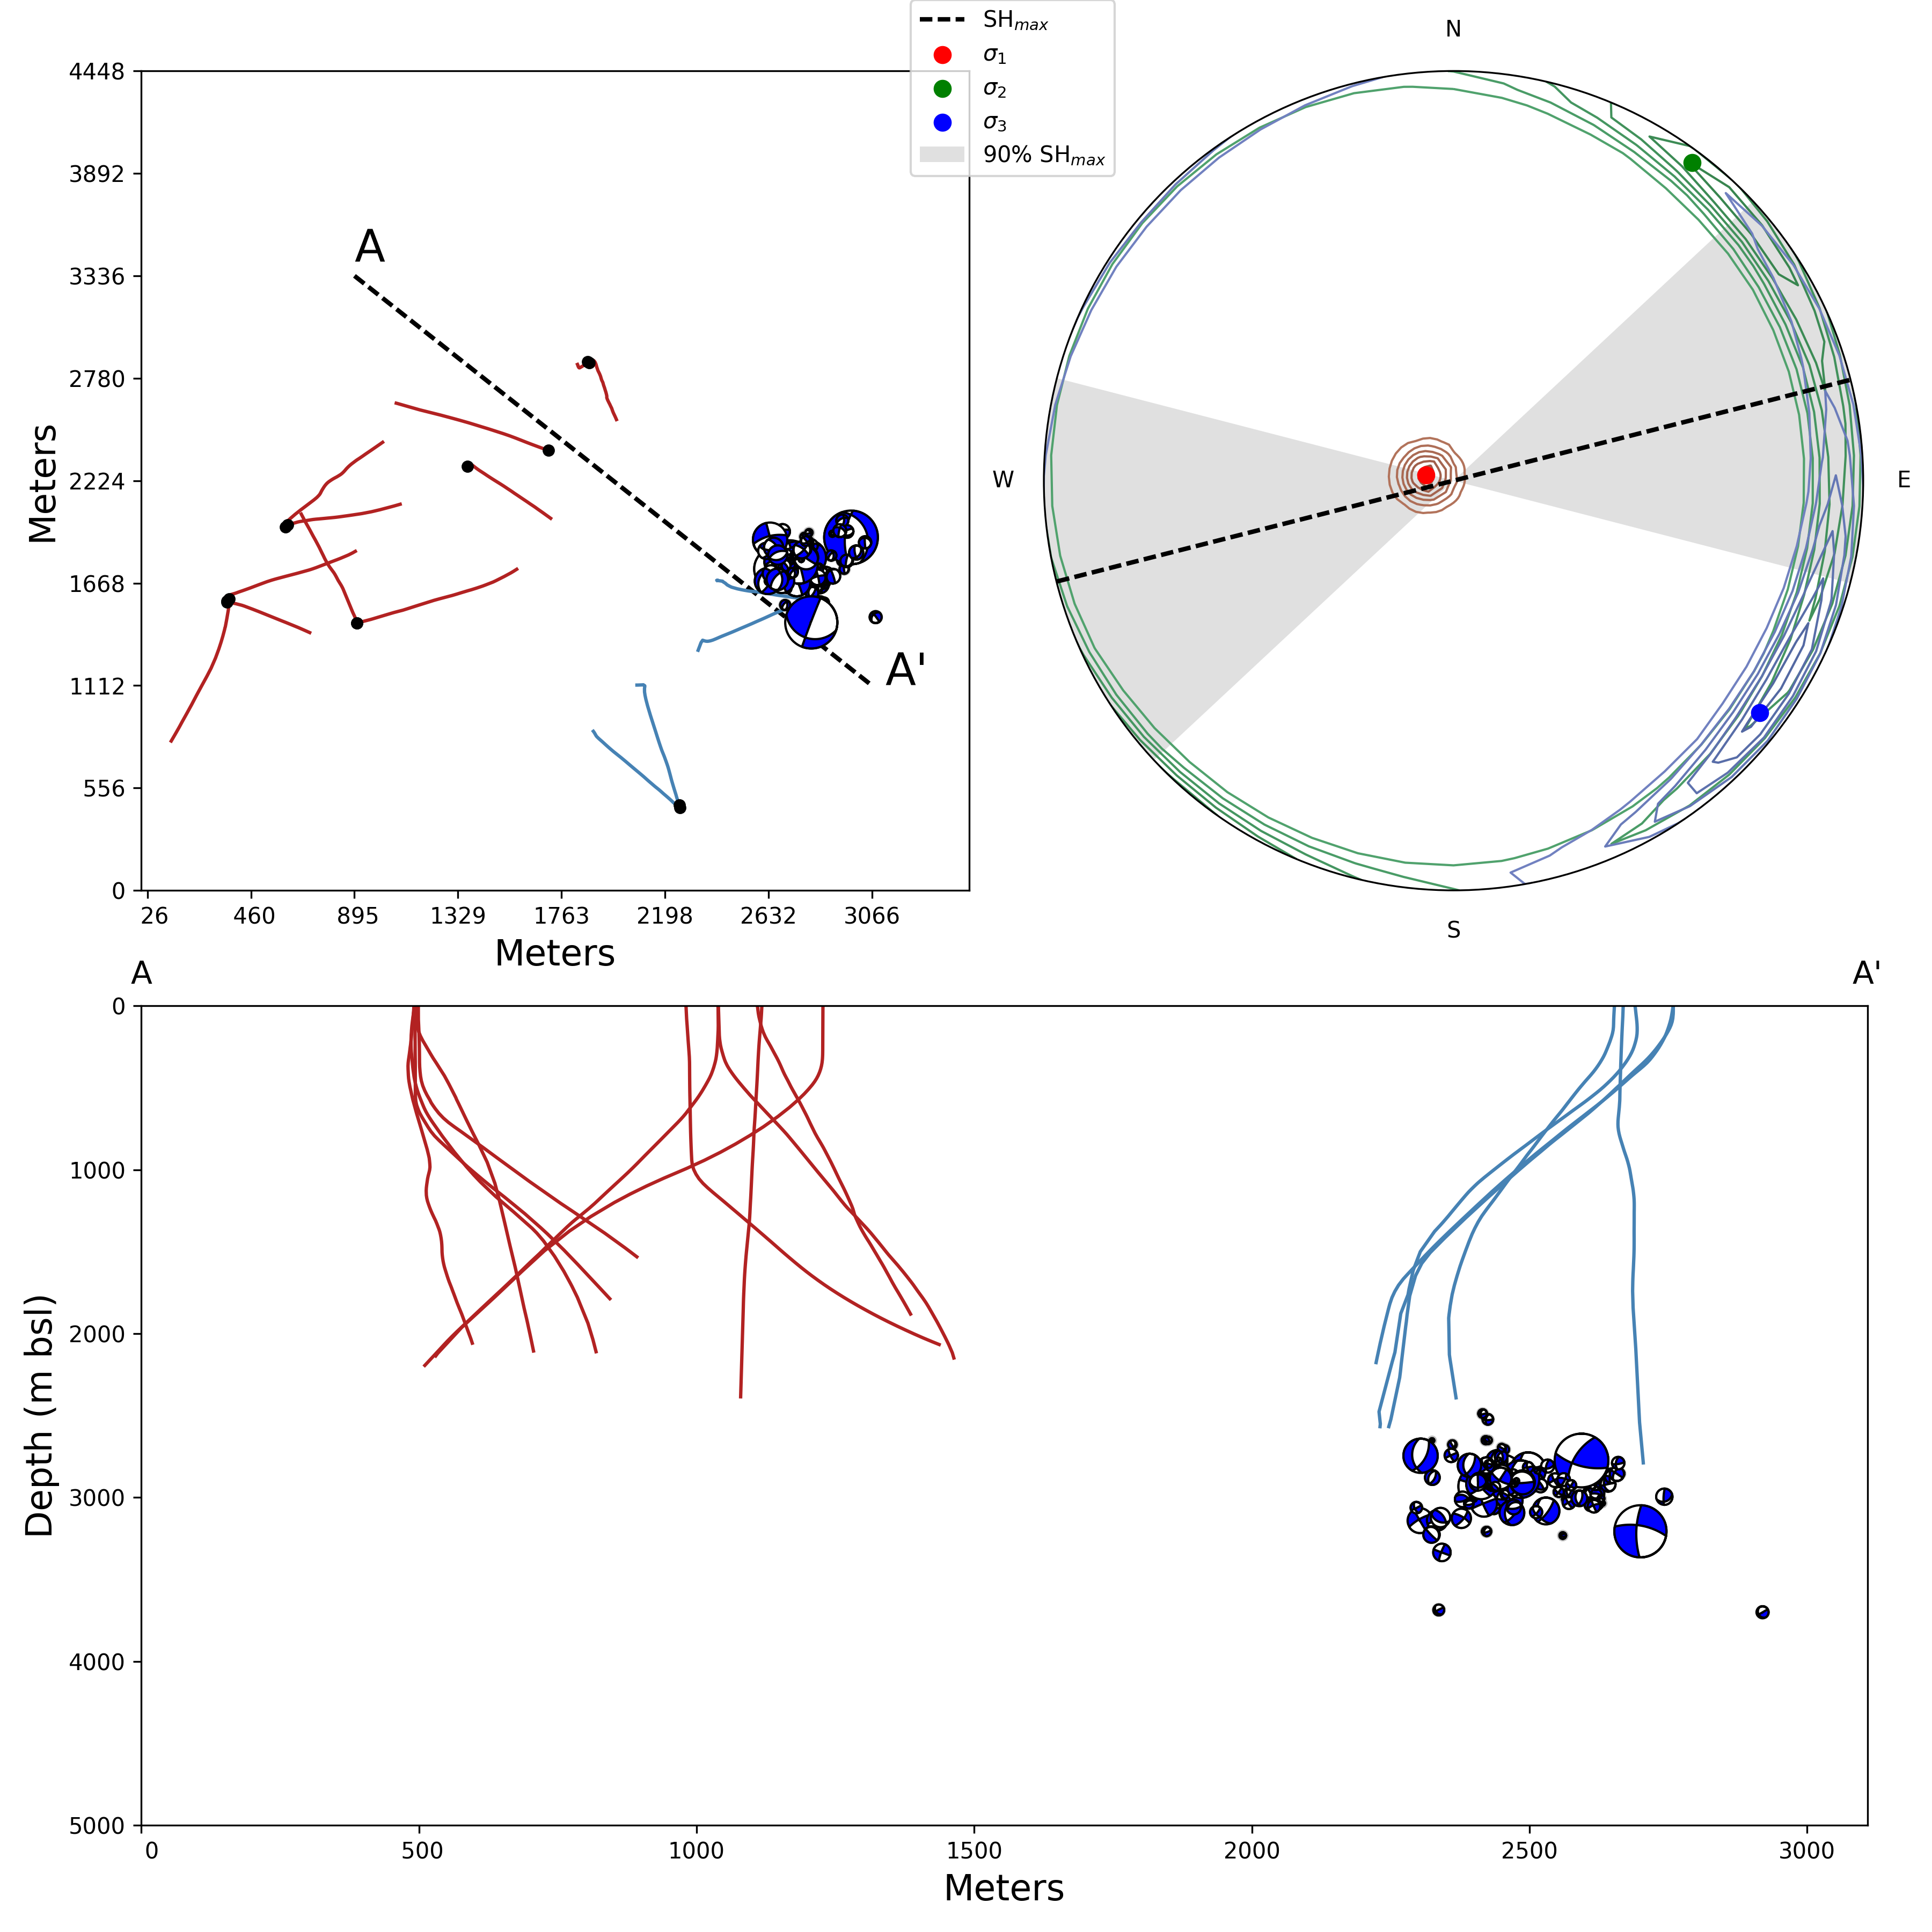 SHmax
σ1
σ2
σ3
90% SHmax
N
W
E
S
4448
3892
3336
2780
2224
1668
1112
556
0
Meters
A
A'
26 460 895 1329 1763 2198 2632 3066
Meters
A A'
0
1000
2000
3000
4000
5000
Depth (m bsl)
0 500 1000 1500 2000 2500 3000
Meters